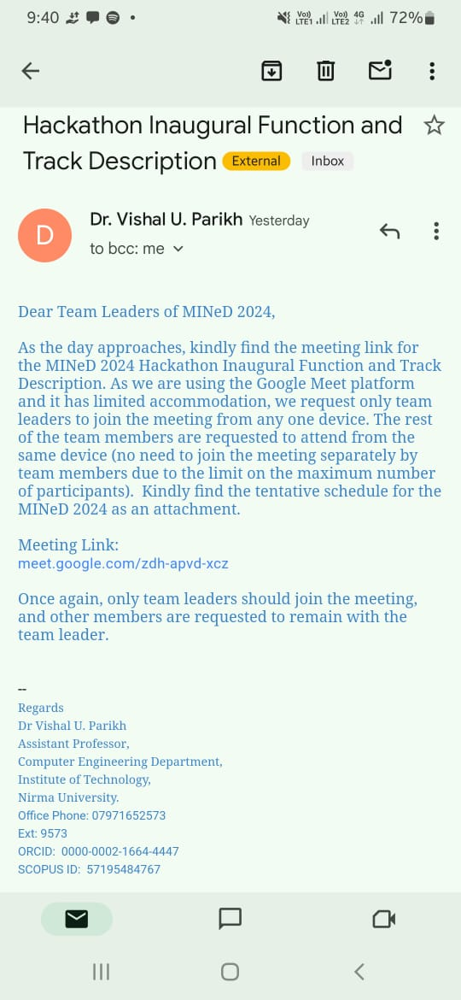 9:40
Vo)) LTE1 Vo)) LTE2 4G 72%
Hackathon Inaugural Function and
Track Description External Inbox
D
Dr. Vishal U. Parikh Yesterday
to bcc: me
Dear Team Leaders of MINeD 2024,
As the day approaches, kindly find the meeting link for
the MINeD 2024 Hackathon Inaugural Function and Track
Description. As we are using the Google Meet platform
and it has limited accommodation, we request only team
leaders to join the meeting from any one device. The rest
of the team members are requested to attend from the
same device (no need to join the meeting separately by
team members due to the limit on the maximum number
of participants).  Kindly find the tentative schedule for the
MINeD 2024 as an attachment.
Meeting Link:
meet.google.com/zdh-apvd-xcz
Once again, only team leaders should join the meeting,
and other members are requested to remain with the
team leader.
--
Regards
Dr Vishal U. Parikh
Assistant Professor,
Computer Engineering Department,
Institute of Technology,
Nirma University.
Office Phone: 07971652573
Ext: 9573
ORCID:  0000-0002-1664-4447
SCOPUS ID:  57195484767